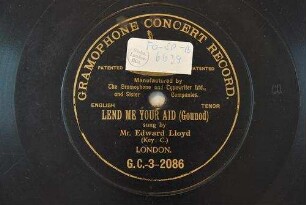 GRAMOPHONE CONCERT RECORD.
PATENTED PATENTED
Manufactured by
The Gramophone and Typewriter Ltd.,
and Sister Companies.
ENGLISH TENOR
LEND ME YOUR AID (Gounod)
sung by
Mr. Edward Lloyd
(Key C.)
LONDON.
G.C.-3-2086